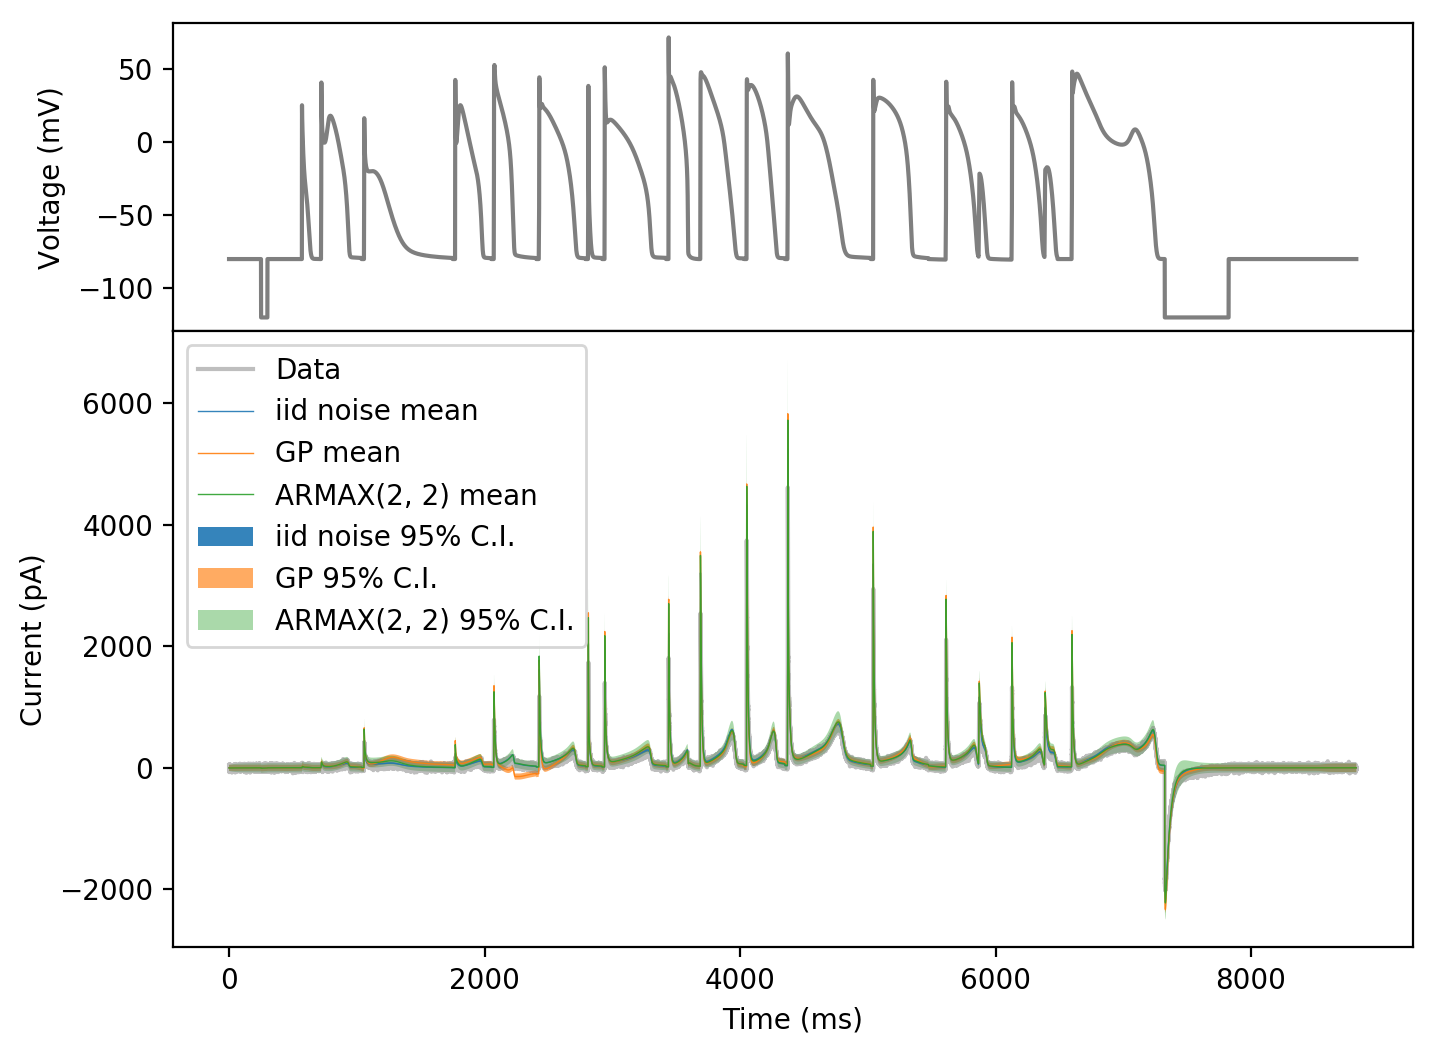 50
0
−50
−100
Voltage (mV)
Data
iid noise mean
GP mean
ARMAX(2, 2) mean
iid noise 95% C.I.
GP 95% C.I.
ARMAX(2, 2) 95% C.I.
6000
4000
2000
0
−2000
Current (pA)
0 2000 4000 6000 8000
Time (ms)